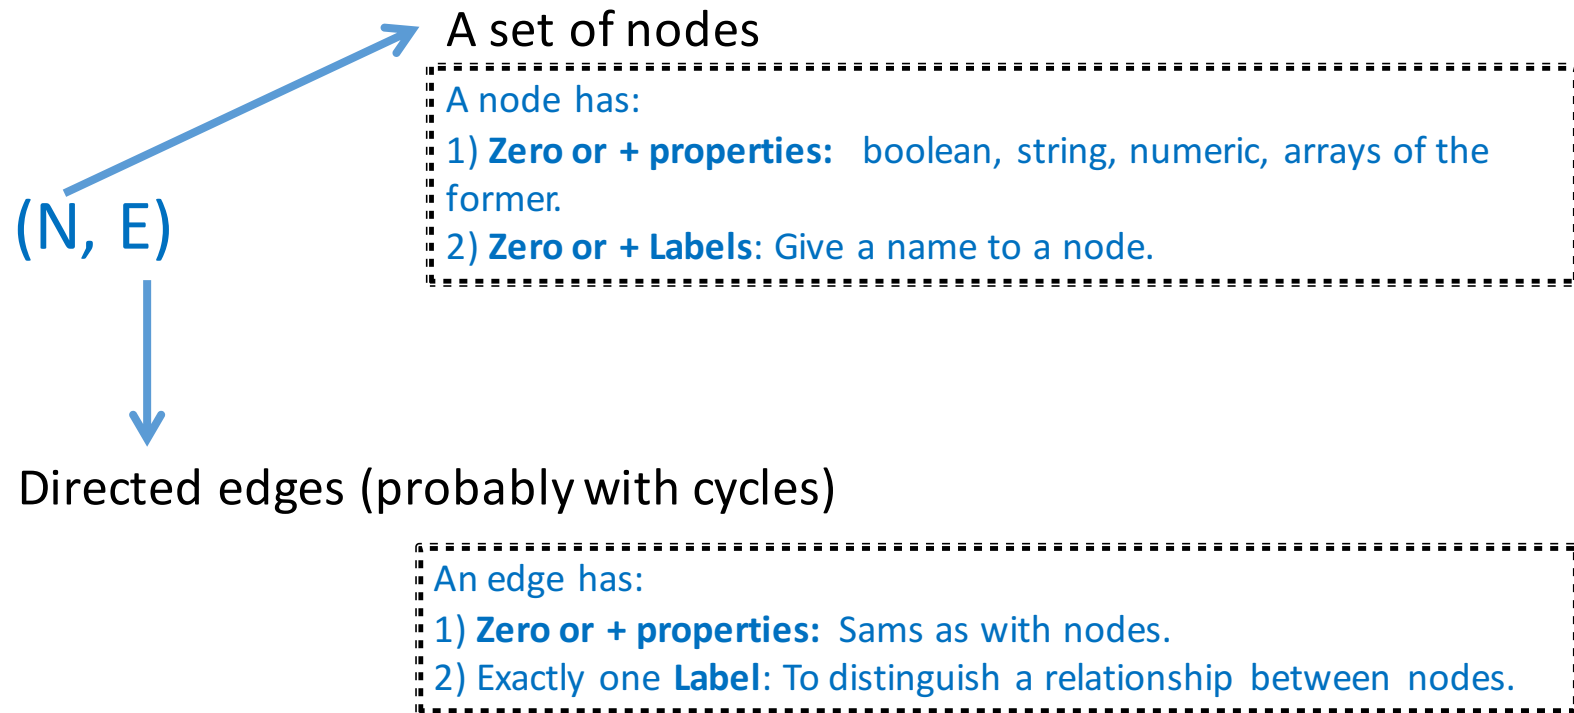 A set of nodes
A node has:
1) Zero or + properties: boolean, string, numeric, arrays of the
former.
2) Zero or + Labels: Give a name to a node.
(N, E)
Directed edges (probably with cycles)
An edge has:
1) Zero or + properties: Sams as with nodes.
2) Exactly one Label: To distinguish a relationship between nodes.